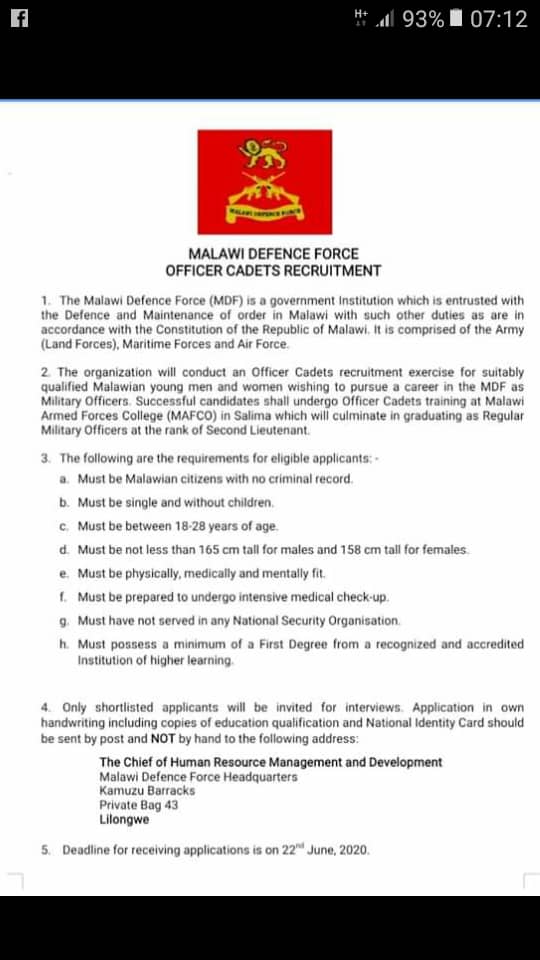 f H+ 93% 07:12
MALAWI DEFENCE FORCE
MALAWI DEFENCE FORCE
OFFICER CADETS RECRUITMENT
1. The Malawi Defence Force (MDF) is a government Institution which is entrusted with
the Defence and Maintenance of order in Malawi with such other duties as are in
accordance with the Constitution of the Republic of Malawi. It is comprised of the Army
(Land Forces), Maritime Forces and Air Force.
2. The organization will conduct an Officer Cadets recruitment exercise for suitably
qualified Malawian young men and women wishing to pursue a career in the MDF as
Military Officers. Successful candidates shall undergo Officer Cadets training at Malawi
Armed Forces College (MAFCO) in Salima which will culminate in graduating as Regular
Military Officers at the rank of Second Lieutenant.
3. The following are the requirements for eligible applicants: -
a. Must be Malawian citizens with no criminal record.
b. Must be single and without children.
c. Must be between 18-28 years of age.
d. Must be not less than 165 cm tall for males and 158 cm tall for females.
e. Must be physically, medically and mentally fit.
f. Must be prepared to undergo intensive medical check-up.
g. Must have not served in any National Security Organisation.
h. Must possess a minimum of a First Degree from a recognized and accredited
Institution of higher learning.
4. Only shortlisted applicants will be invited for interviews. Application in own
handwriting including copies of education qualification and National Identity Card should
be sent by post and NOT by hand to the following address:
The Chief of Human Resource Management and Development
Malawi Defence Force Headquarters
Kamuzu Barracks
Private Bag 43
Lilongwe
5. Deadline for receiving applications is on 22nd June, 2020.